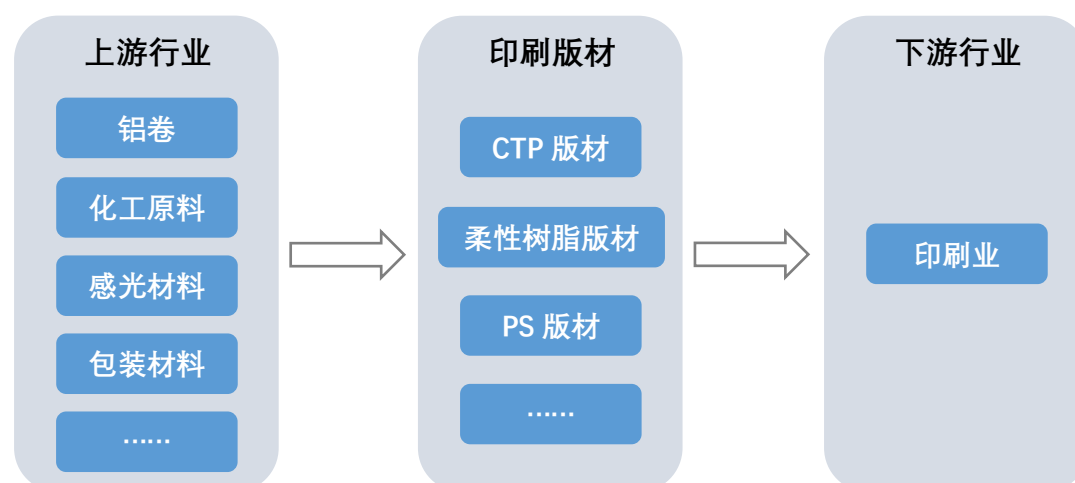 上游行业
铝卷
化工原料
感光材料
包装材料
……
印刷版材
CTP 版材
柔性树脂版材
PS 版材
……
下游行业
印刷业